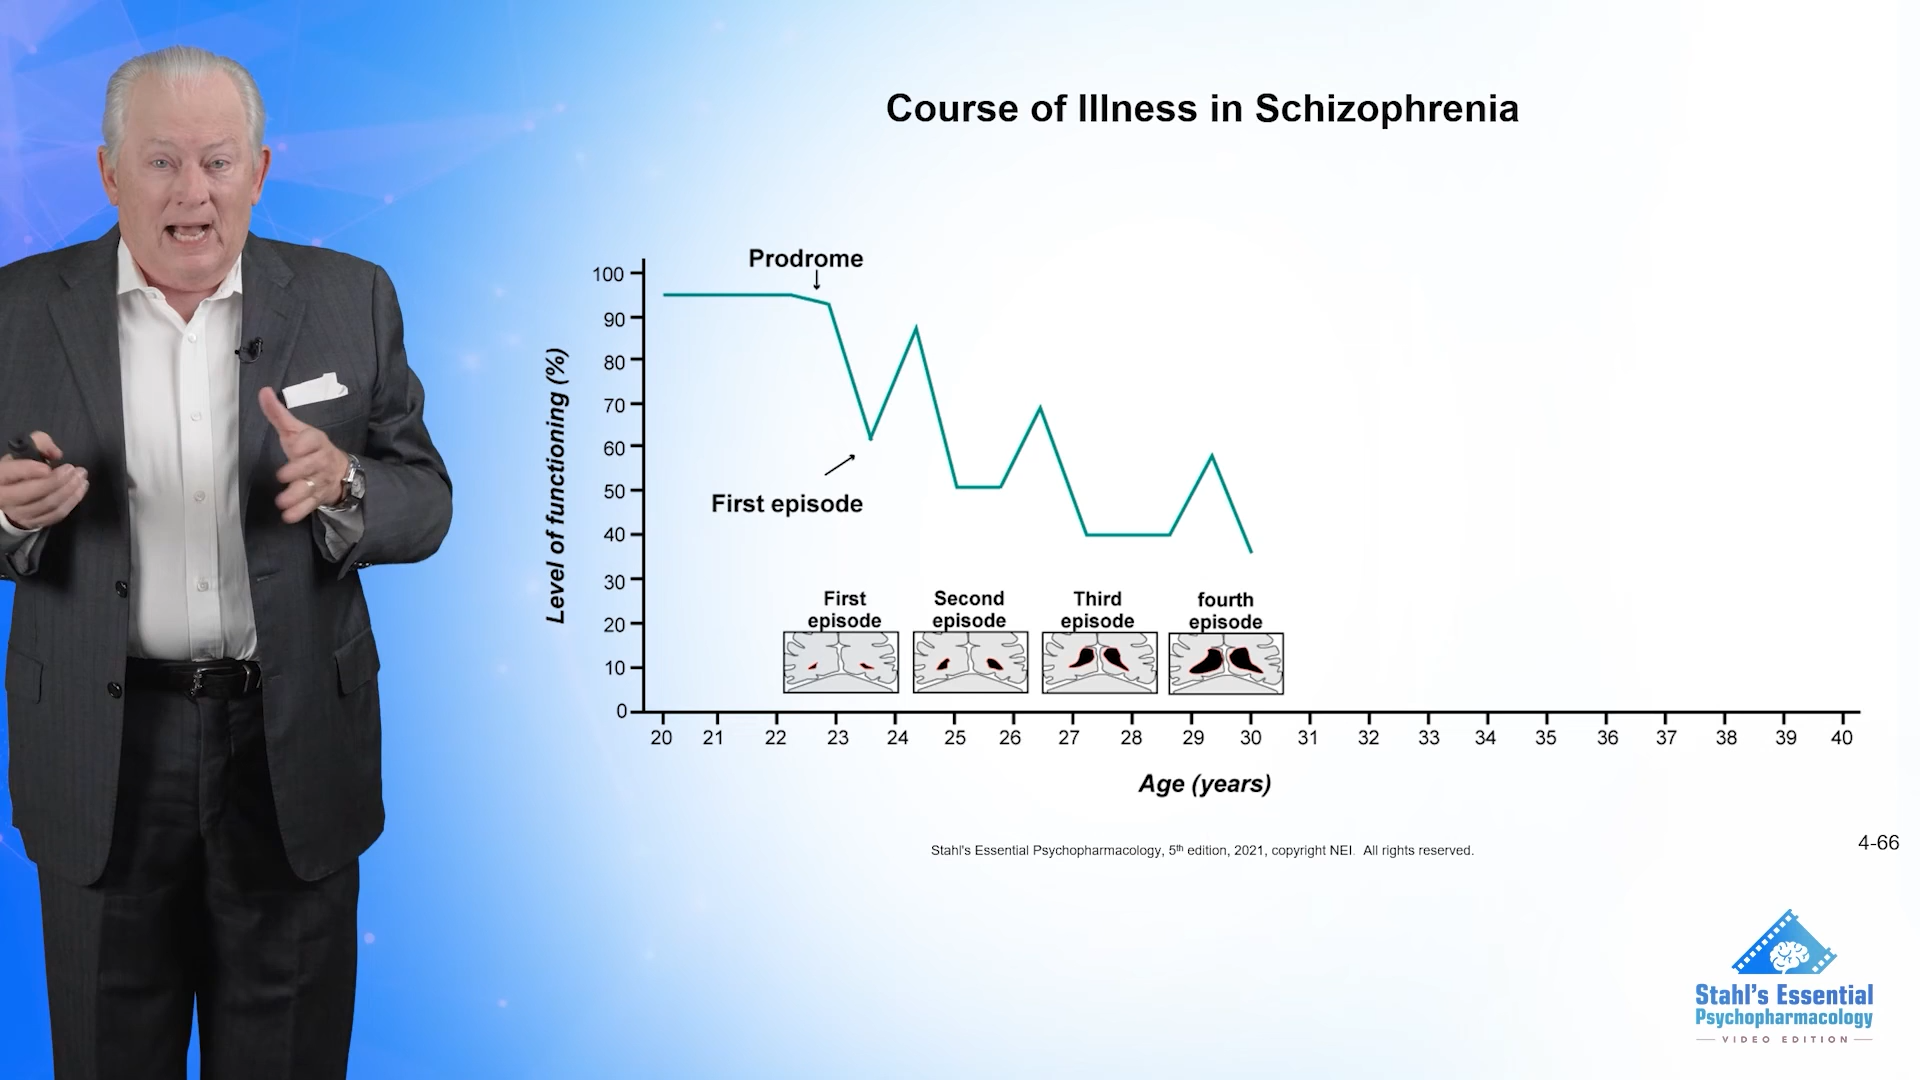 Course of Illness in Schizophrenia
Prodrome
First episode
Level of functioning (%)
100
90
80
70
60
50
40
30
20
10
0
First
episode
Second
episode
Third
episode
fourth
episode
20 21 22 23 24 25 26 27 28 29 30 31 32 33 34 35 36 37 38 39 40
Age (years)
Stahl's Essential Psychopharmacology, 5th edition, 2021, copyright NEI. All rights reserved.
4-66
Stahl's Essential
Psychopharmacology
VIDEO EDITION